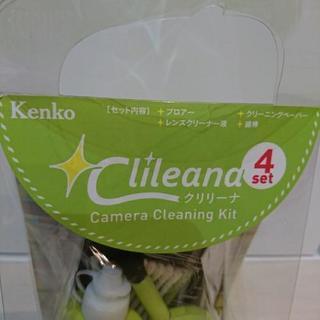 Kenko
【セット内容】 ✦ブロアー ✦クリーニングペーパー
✦レンズクリーナー液 ✦綿棒
Clileana
4
set
クリリーナ
Camera Cleaning Kit